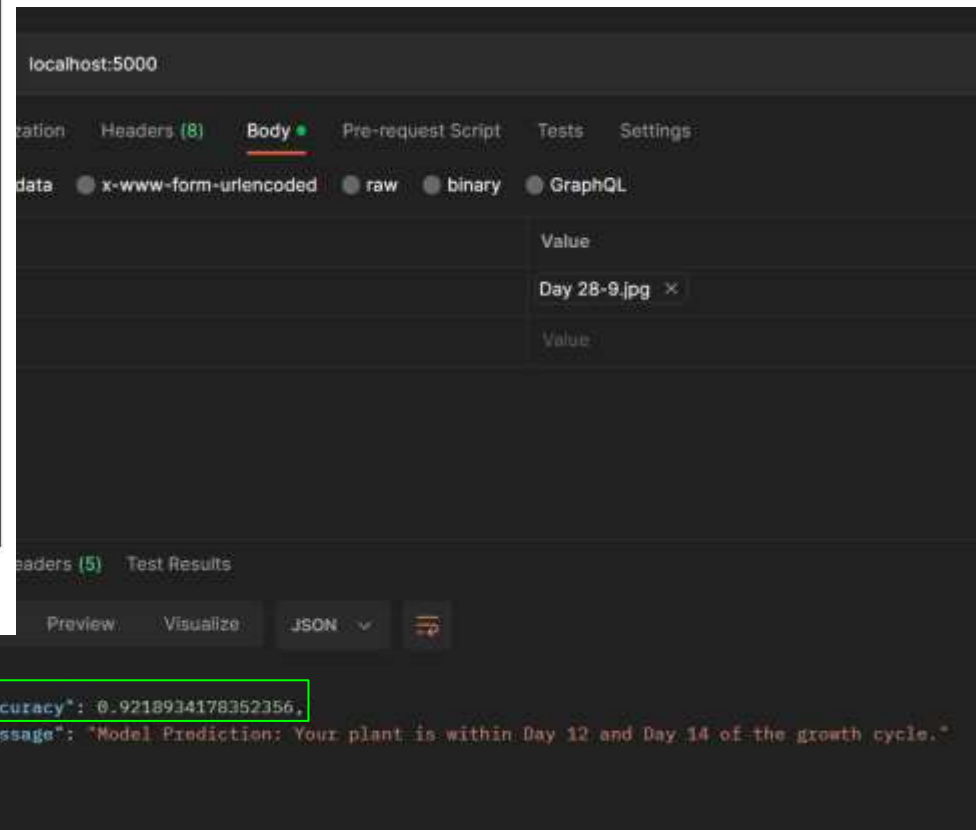 localhost:5000
zation Headers (8) Body Pre-request Script Tests Settings
data x-www-form-urlencoded raw binary GraphQL
Value
Day 28-9.jpg ×
Value
eaders (5) Test Results
Preview Visualize JSON
curacy": 0.9218934178352356,
ssage": "Model Prediction: Your plant is within Day 12 and Day 14 of the growth cycle."